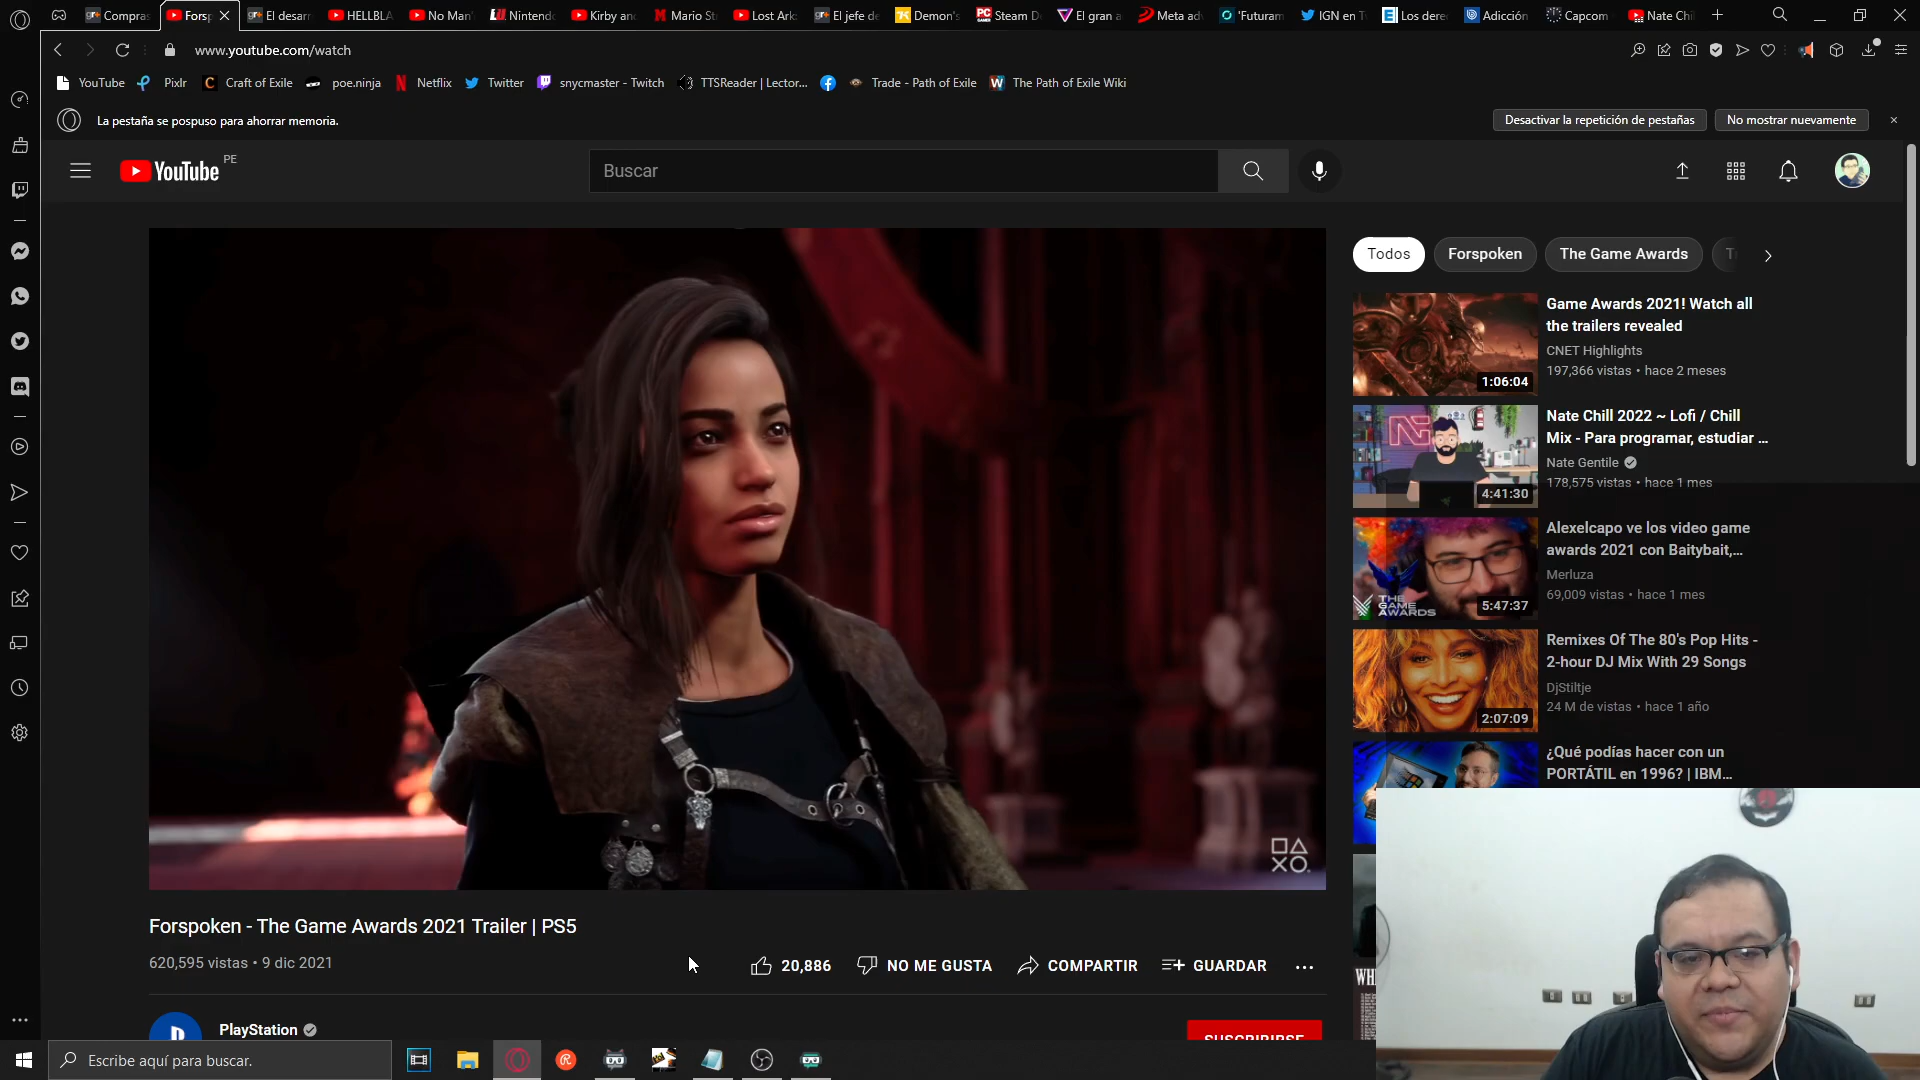 Compras
Fors
El desar
HELLBLA
No Man'
Nintendo
Kirby and
Mario St
Lost Ark
El jefe de
Demon's
Steam D
El gran a
Meta ad
'Futuram
IGN en T
Los dere
Adicción
Capcom
Nate Chil
www.youtube.com/watch
YouTube
Pixlr
Craft of Exile
poe.ninja
Netflix
Twitter
snycmaster - Twitch
TTSReader | Lector...
Trade - Path of Exile
The Path of Exile Wiki
La pestaña se pospuso para ahorrar memoria.
Desactivar la repetición de pestañas
No mostrar nuevamente
YouTube PE
Buscar
Todos
Forspoken
The Game Awards
Game Awards 2021! Watch all
the trailers revealed
CNET Highlights
197,366 vistas • hace 2 meses
1:06:04
Nate Chill 2022 ~ Lofi / Chill
Mix - Para programar, estudiar ...
Nate Gentile
178,575 vistas • hace 1 mes
4:41:30
Alexelcapo ve los video game
awards 2021 con Baitybait,...
Merluza
69,009 vistas • hace 1 mes
THE GAME AWARDS
5:47:37
Remixes Of The 80's Pop Hits -
2-hour DJ Mix With 29 Songs
DjStiltje
24 M de vistas • hace 1 año
2:07:09
¿Qué podías hacer con un
PORTÁTIL en 1996? | IBM...
Forspoken - The Game Awards 2021 Trailer | PS5
620,595 vistas • 9 dic 2021
20,886
NO ME GUSTA
COMPARTIR
GUARDAR
PlayStation
SUSCRIBIRSE
Escribe aquí para buscar.